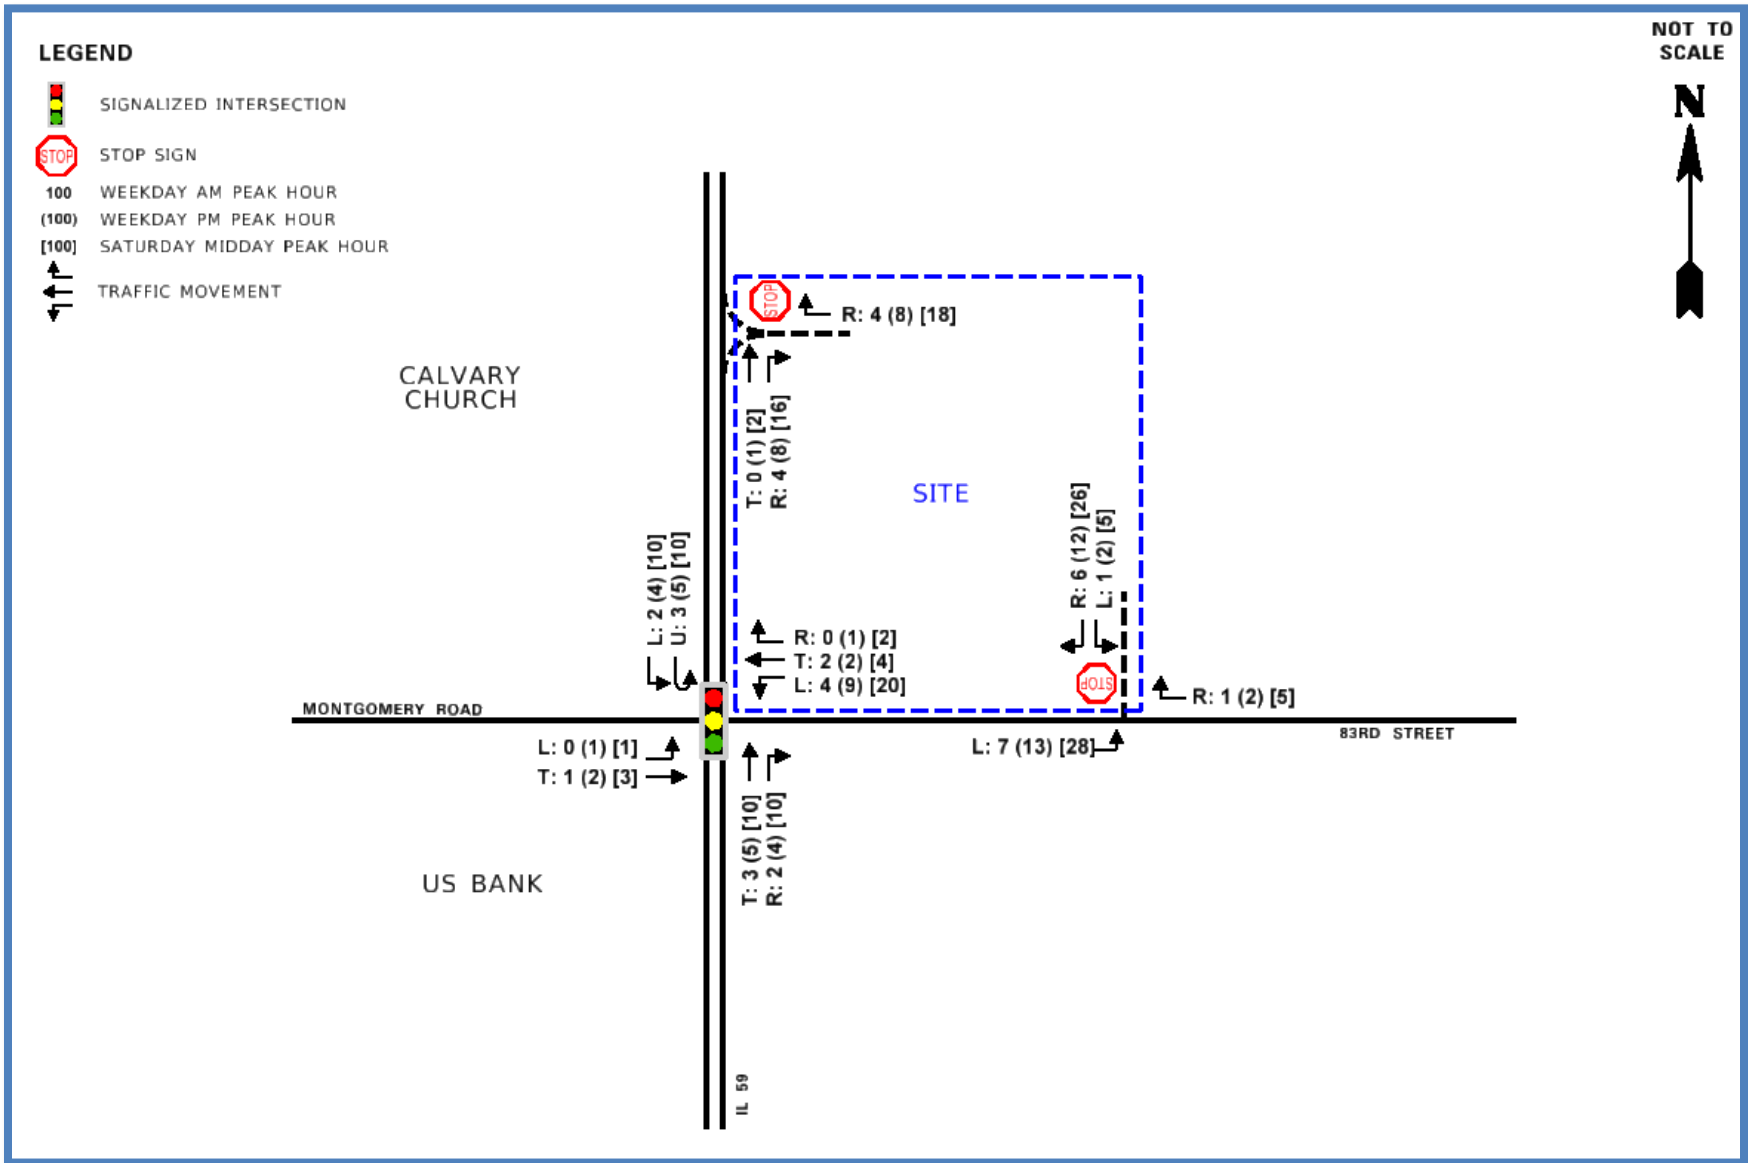 NOT TO
SCALE
N
LEGEND
SIGNALIZED INTERSECTION
STOP
STOP SIGN
100 WEEKDAY AM PEAK HOUR
(100) WEEKDAY PM PEAK HOUR
[100] SATURDAY MIDDAY PEAK HOUR
TRAFFIC MOVEMENT
STOP
R: 4 (8) [18]
CALVARY
CHURCH
T: 0 (1) [2]
R: 4 (8) [16]
SITE
R: 6 (12) [26]
L: 1 (2) [5]
L: 2 (4) [10]
U: 3 (5) [10]
R: 0 (1) [2]
T: 2 (2) [4]
L: 4 (9) [20]
STOP
R: 1 (2) [5]
MONTGOMERY ROAD
83RD STREET
L: 0 (1) [1]
T: 1 (2) [3]
L: 7 (13) [28]
T: 3 (5) [10]
R: 2 (4) [10]
US BANK
IL 59